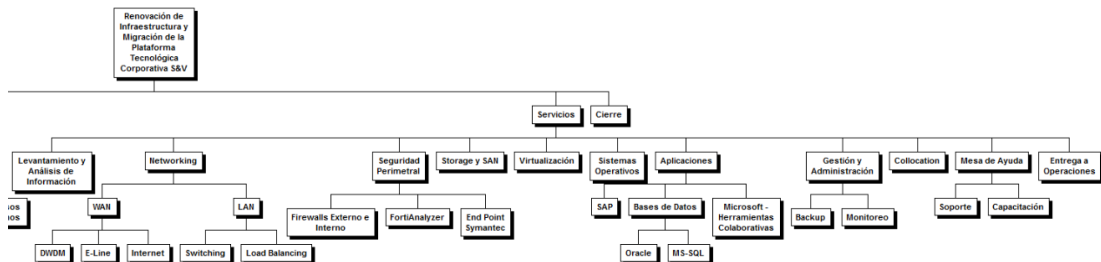 Renovación de
Infraestructura y
Migración de la
Plataforma
Tecnológica
Corporativa S&V
Servicios
Cierre
Levantamiento y
Análisis de
Información
Networking
Seguridad
Perimetral
Storage y SAN
Virtualización
Sistemas
Operativos
Aplicaciones
Gestión y
Administración
Collocation
Mesa de Ayuda
Entrega a
Operaciones
WAN
LAN
Firewalls Externo e
Interno
FortiAnalyzer
End Point
Symantec
SAP
Bases de Datos
Microsoft -
Herramientas
Colaborativas
Backup
Monitoreo
Soporte
Capacitación
DWDM
E-Line
Internet
Switching
Load Balancing
Oracle
MS-SQL